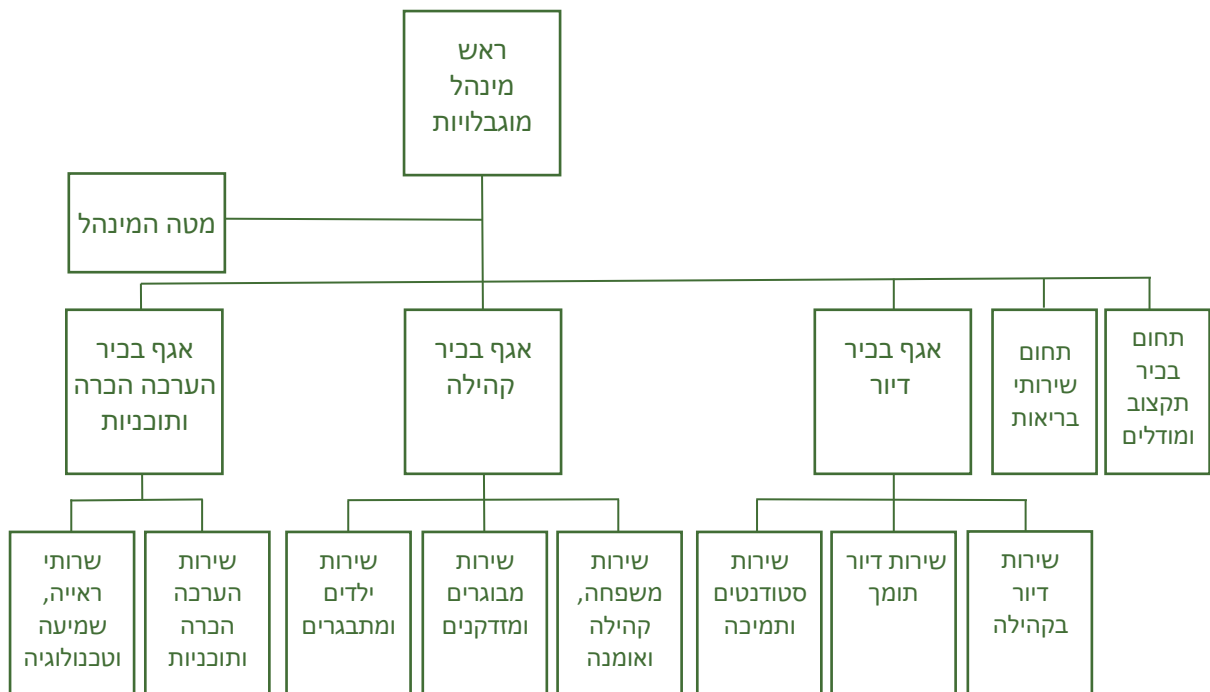 ראש
מינהל
מוגבלויות
מטה המינהל
תחום
בכיר
תקצוב
ומודלים
תחום
שירותי
בריאות
אגף בכיר
דיור
אגף בכיר
קהילה
אגף בכיר
הערכה הכרה
ותוכניות
שירות
דיור
בקהילה
שירות דיור
תומך
שירות
סטודנטים
ותמיכה
שירות
משפחה,
קהילה
ואומנה
שירות
מבוגרים
ומזדקנים
שירות
ילדים
ומתבגרים
שירות
הערכה
הכרה
ותוכניות
שרותי
ראייה,
שמיעה
וטכנולוגיה